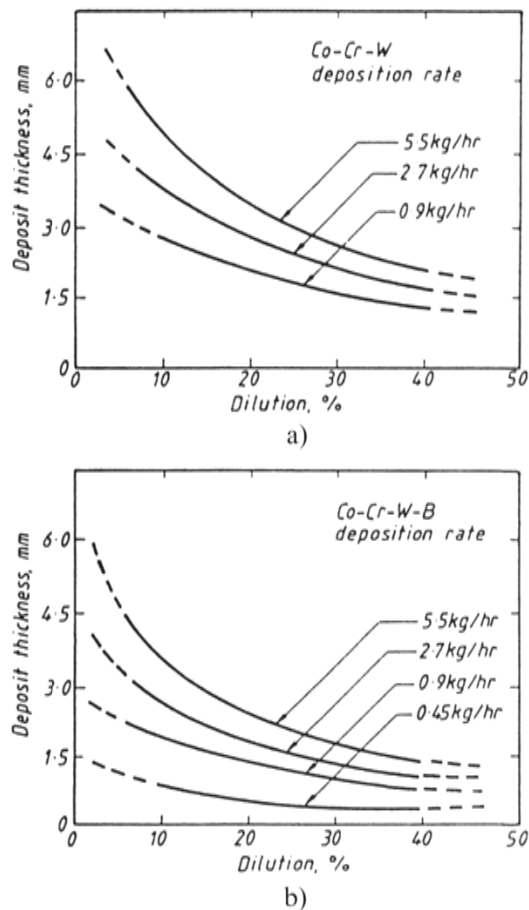 6·0
4·5
3·0
1·5
0
Deposit thickness, mm
Co-Cr-W
deposition rate
5·5kg/hr
2·7kg/hr
0·9kg/hr
0 10 20 30 40 50
Dilution, %
a)
6·0
4·5
3·0
1·5
0
Deposit thickness, mm
Co-Cr-W-B
deposition rate
5·5kg/hr
2·7kg/hr
0·9kg/hr
0·45kg/hr
0 10 20 30 40 50
Dilution, %
b)